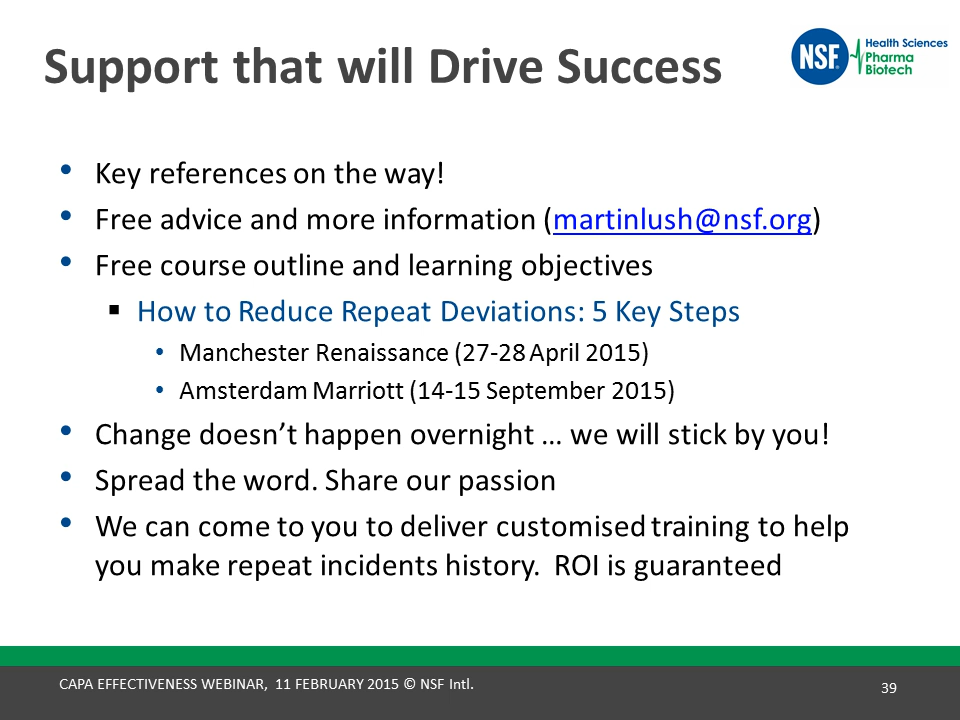 Support that will Drive Success
NSF
Health Sciences
Pharma
Biotech
• Key references on the way!
• Free advice and more information (martinlush@nsf.org)
• Free course outline and learning objectives
▪ How to Reduce Repeat Deviations: 5 Key Steps
• Manchester Renaissance (27-28 April 2015)
• Amsterdam Marriott (14-15 September 2015)
• Change doesn’t happen overnight … we will stick by you!
• Spread the word. Share our passion
• We can come to you to deliver customised training to help
you make repeat incidents history.  ROI is guaranteed
CAPA EFFECTIVENESS WEBINAR,  11 FEBRUARY 2015 © NSF Intl.
39